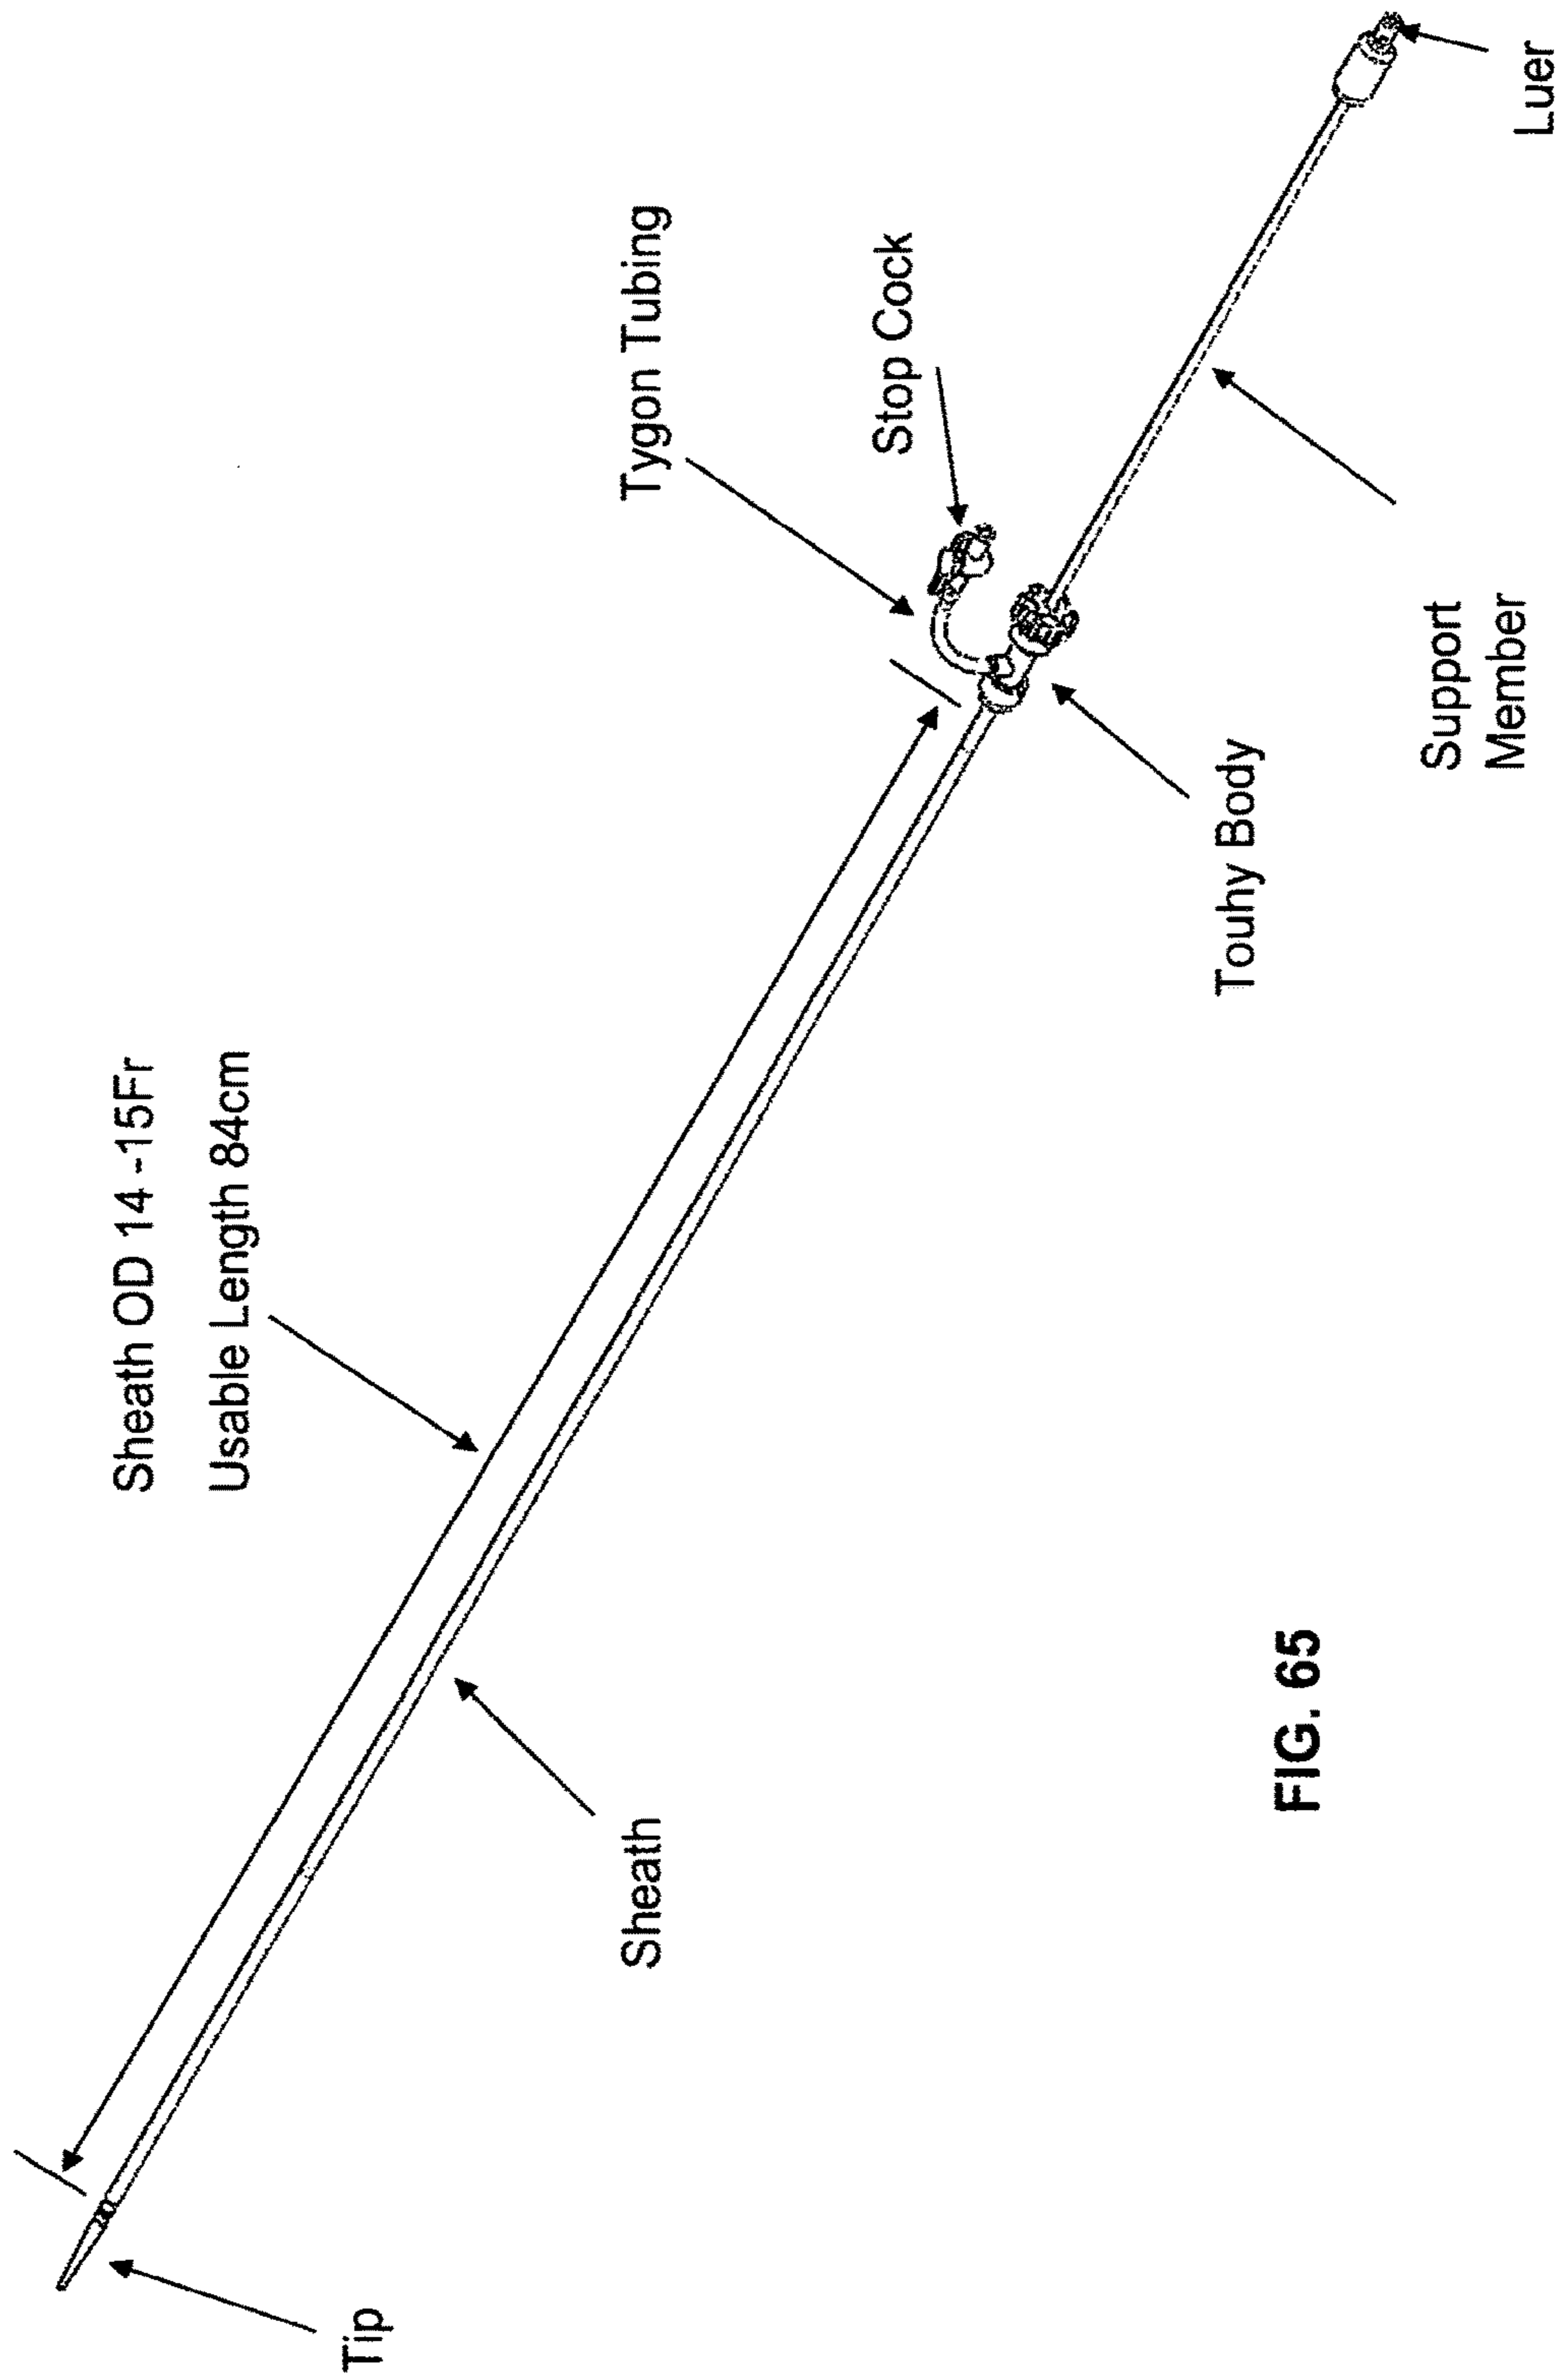 Sheath OD 14 -15Fr
Usable Length 84cm
Tygon Tubing
Stop Cock
Luer
Tip
Sheath
Touhy Body
Support
Member
FIG. 65